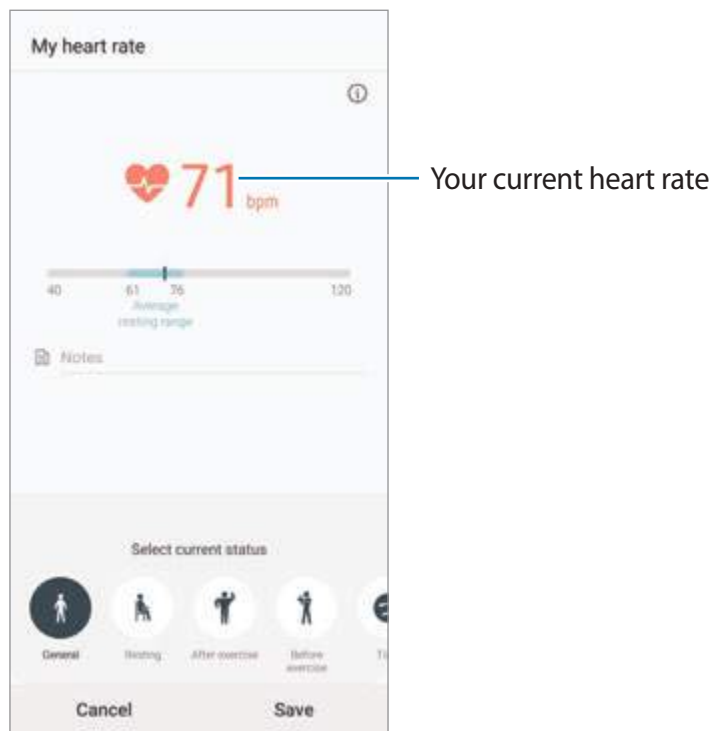 My heart rate
71 bpm
Your current heart rate
40 61 76 120
Average
resting range
Notes
Select current status
General Resting After exercise Before
exercise
Cancel Save